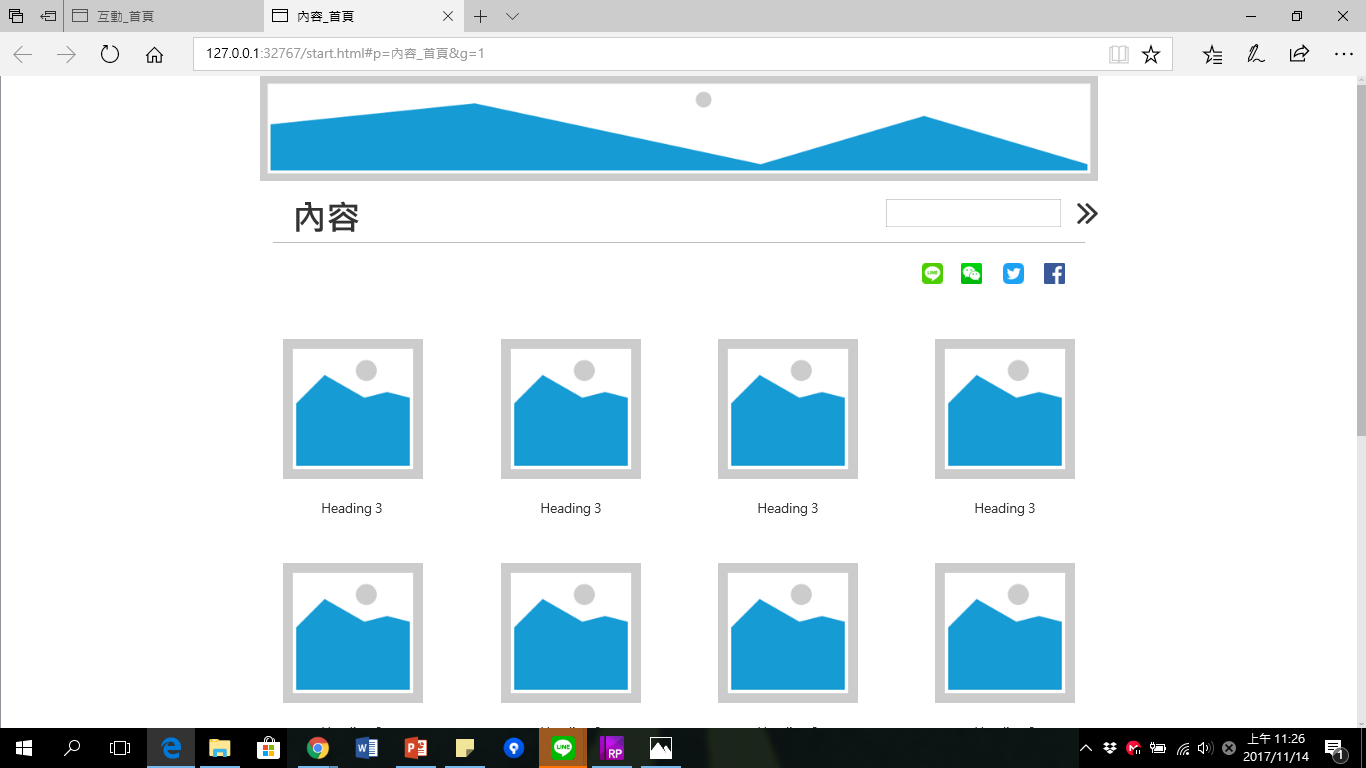 互動_首頁
內容_首頁
127.0.0.1:32767/start.html#p=內容_首頁&g=1
內容
LINE
Heading 3
Heading 3
Heading 3
Heading 3
LINE
RP
上午 11:26
2017/11/14
1